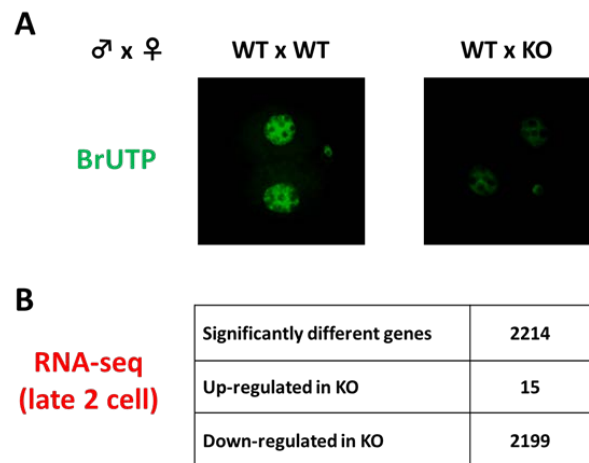 A
♂ x ♀ WT x WT WT x KO
BrUTP
B
RNA-seq
(late 2 cell)
Significantly different genes 2214
Up-regulated in KO 15
Down-regulated in KO 2199